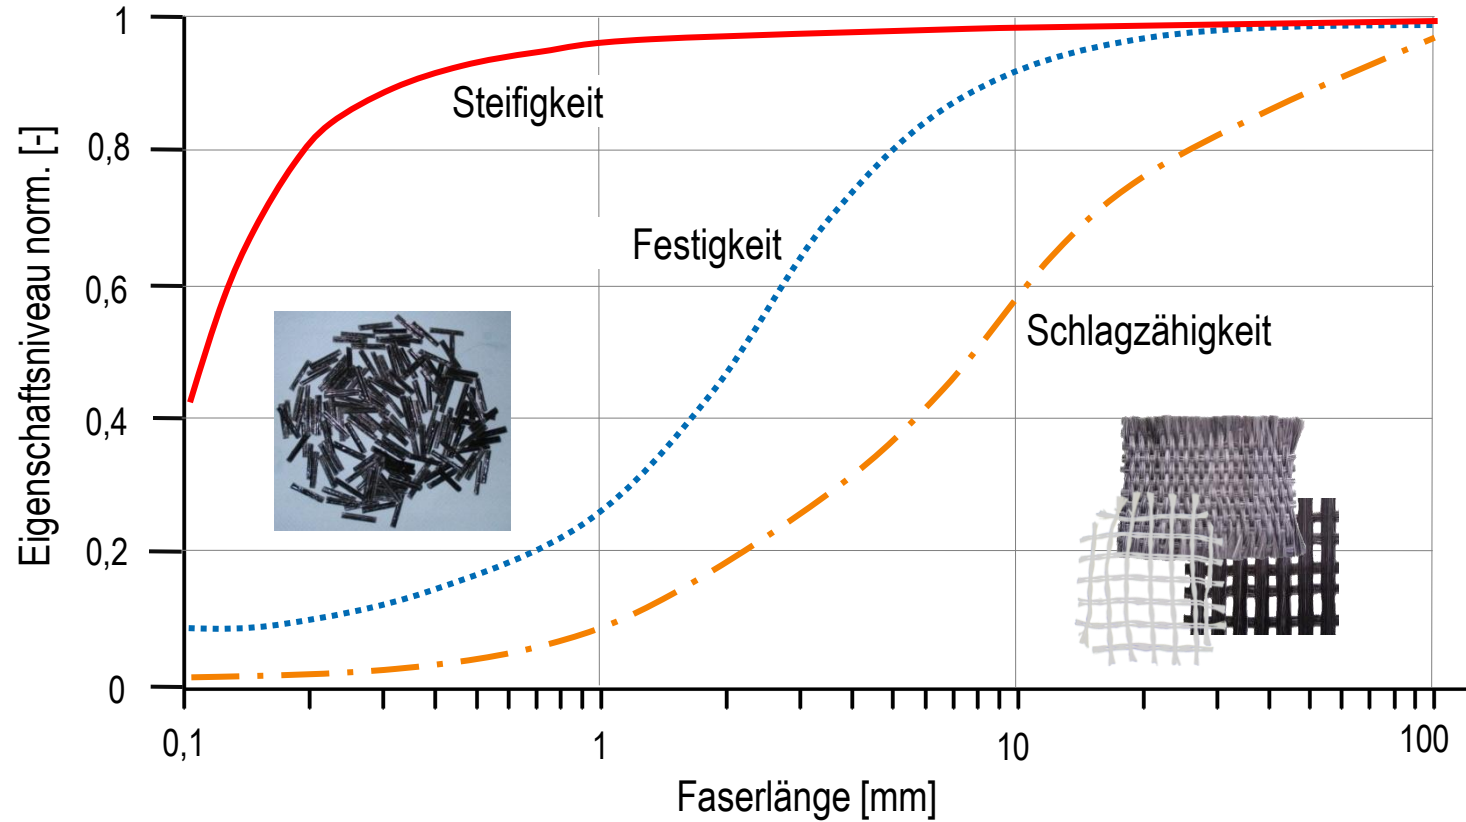 1
0,8
0,6
0,4
0,2
0
Eigenschaftsniveau norm. [-]
Steifigkeit
Festigkeit
Schlagzähigkeit
0,1
1
10
100
Faserlänge [mm]